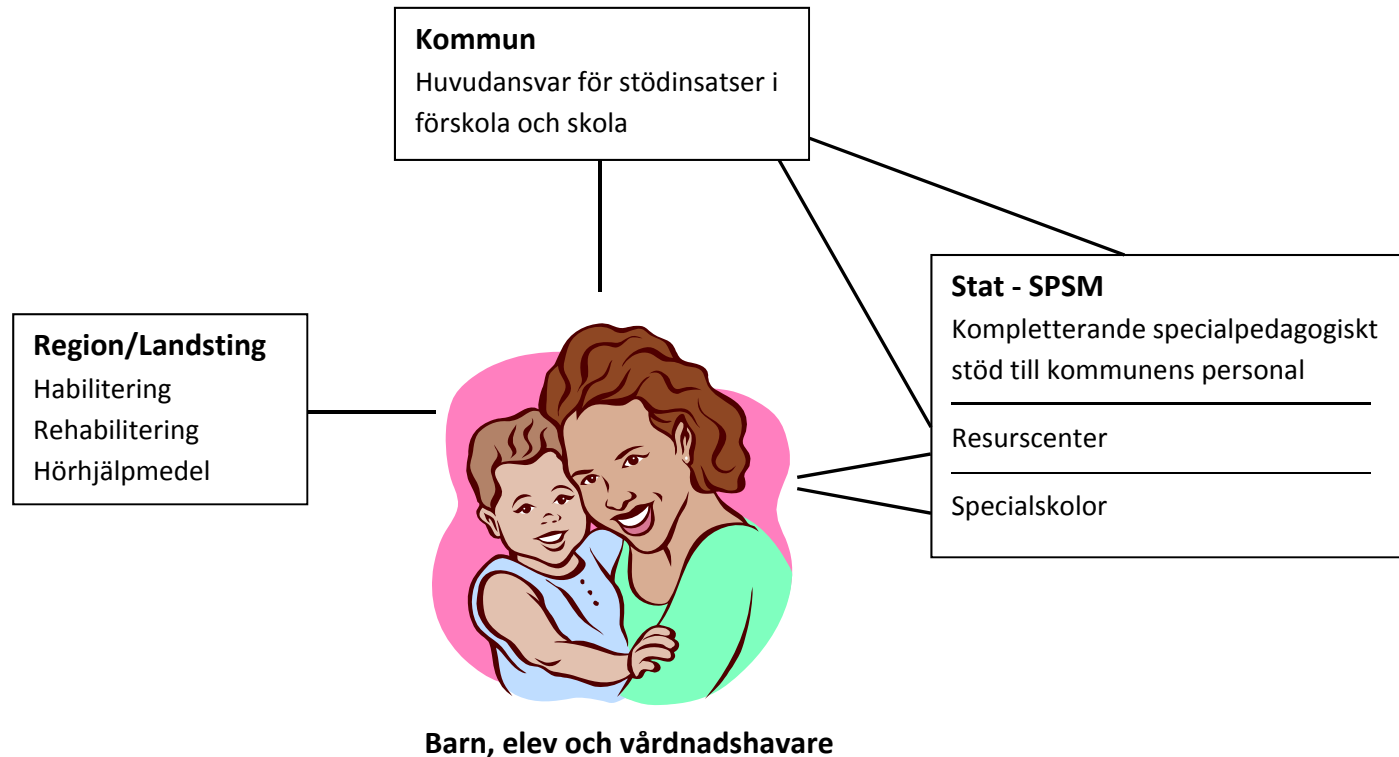 Kommun
Huvudansvar för stödinsatser i
förskola och skola
Region/Landsting
Habilitering
Rehabilitering
Hörhjälpmedel
Stat - SPSM
Kompletterande specialpedagogiskt
stöd till kommunens personal
Resurscenter
Specialskolor
Barn, elev och vårdnadshavare